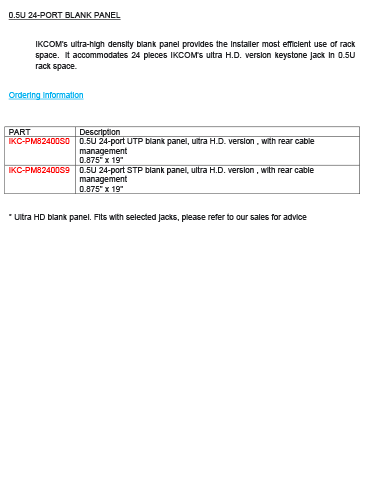 0.5U 24-PORT BLANK PANEL
IKCOM's ultra-high density blank panel provides the installer most efficient use of rack
space. It accommodates 24 pieces IKCOM's ultra H.D. version keystone jack in 0.5U
rack space.
Ordering Information
PART Description
IKC-PM82400S0 0.5U 24-port UTP blank panel, ultra H.D. version , with rear cable
management
0.875" x 19"
IKC-PM82400S9 0.5U 24-port STP blank panel, ultra H.D. version , with rear cable
management
0.875" x 19"
* Ultra HD blank panel. Fits with selected jacks, please refer to our sales for advice